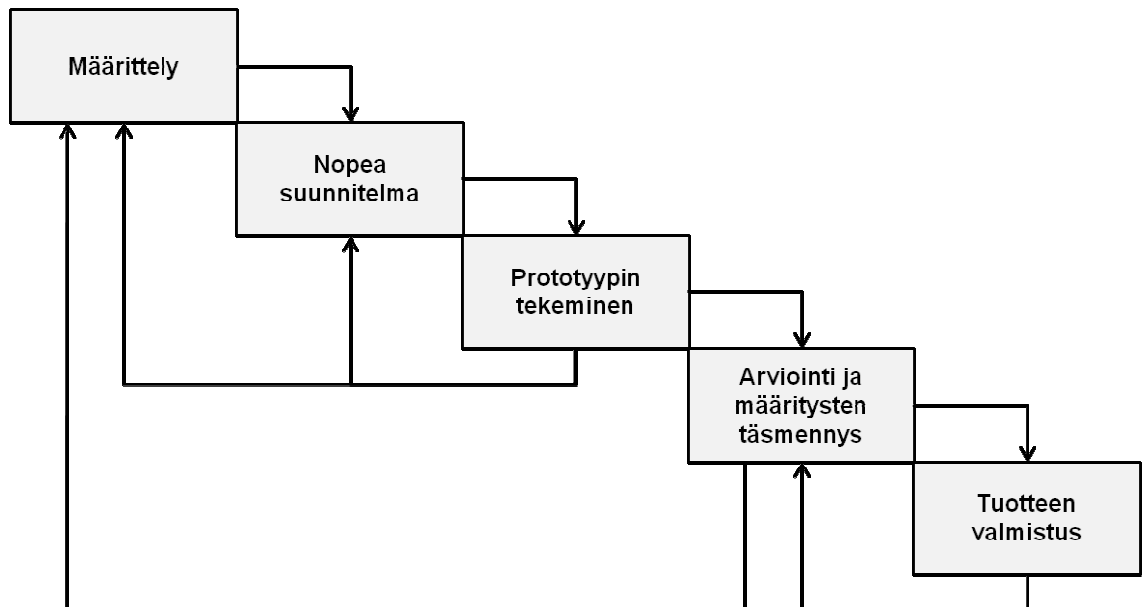 Määrittely
Nopea
suunnitelma
Prototyypin
tekeminen
Arviointi ja
määritysten
täsmennys
Tuotteen
valmistus